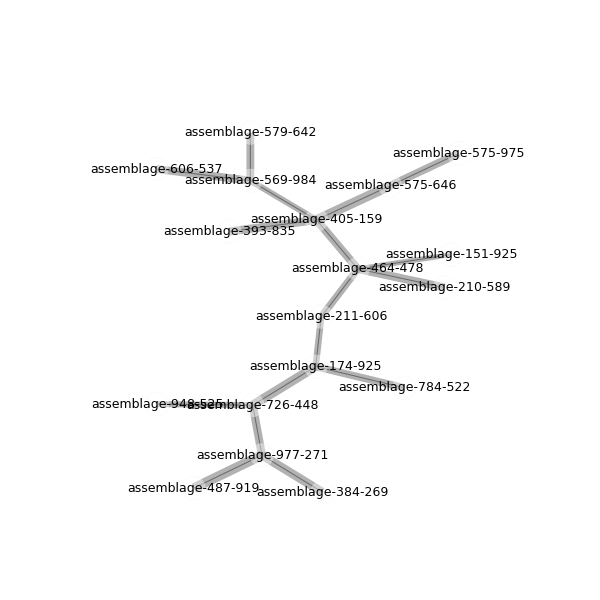 assemblage-579-642
assemblage-575-975
assemblage-606-537
assemblage-569-984
assemblage-575-646
assemblage-405-159
assemblage-393-835
assemblage-151-925
assemblage-464-478
assemblage-210-589
assemblage-211-606
assemblage-174-925
assemblage-784-522
assemblage-948-525
assemblage-726-448
assemblage-977-271
assemblage-487-919
assemblage-384-269